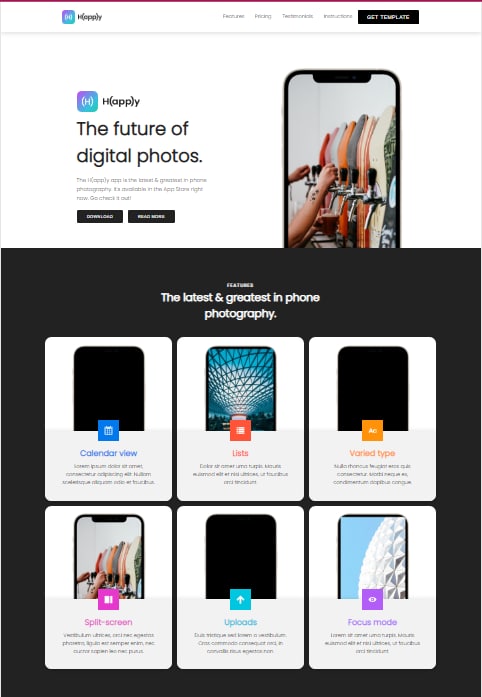 (H) H(app)y
Features Pricing Testimonials Instructions GET TEMPLATE
(H) H(app)y
The future of
digital photos.
The H(app)y app is the latest & greatest in phone
photography. It's available in the App Store right
now. Go check it out!
DOWNLOAD READ MORE
FEATURES
The latest & greatest in phone
photography.
Calendar view
Lorem ipsum dolor sit amet,
consectetur adipiscing elit. Nullam
scelerisque aliquam odio et faucibus.
Lists
Dolor sit amet urna turpis. Mauris
euismod elit et nisi ultrices, ut faucibus
orci tincidunt.
Aa
Varied type
Nulla rhoncus feugiat eros quis
consectetur. Morbi neque ex,
condimentum dapibus congue.
Split-screen
Vestibulum ultrices, orci nec egestas
pharetra, ligula est semper enim, nec
auctor sapien leo nec purus.
Uploads
Duis tristique sed lorem a vestibulum.
Cras commodo consequat orci, in
convallis risus egestas non.
Focus mode
Lorem sit amet urna turpis. Mauris
euismod elit et nisi ultrices, ut faucibus
orci tincidunt.